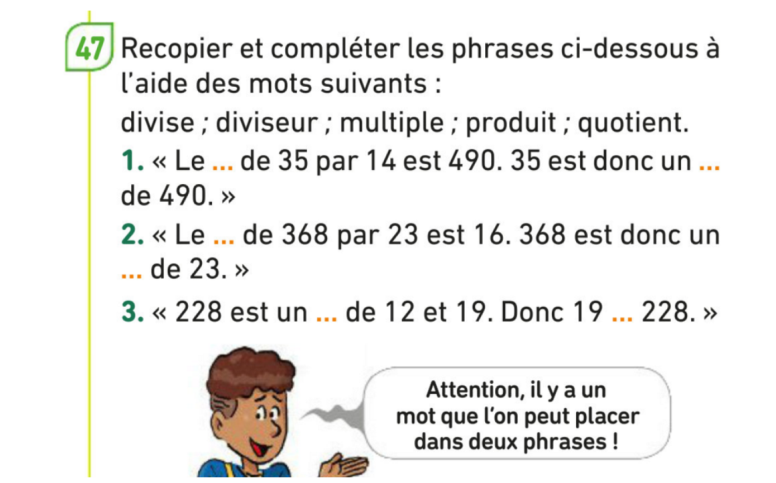 47 Recopier et compléter les phrases ci-dessous à
l'aide des mots suivants :
divise ; diviseur ; multiple ; produit ; quotient.
1. « Le ... de 35 par 14 est 490. 35 est donc un ...
de 490. »
2. « Le ... de 368 par 23 est 16. 368 est donc un
... de 23. »
3. « 228 est un ... de 12 et 19. Donc 19 ... 228. »
Attention, il y a un
mot que l'on peut placer
dans deux phrases !